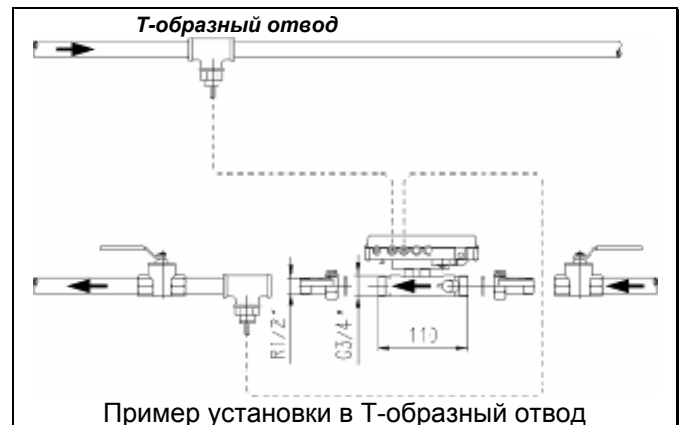 Т-образный отвод
R1/2"
G3/4"
110
Пример установки в Т-образный отвод